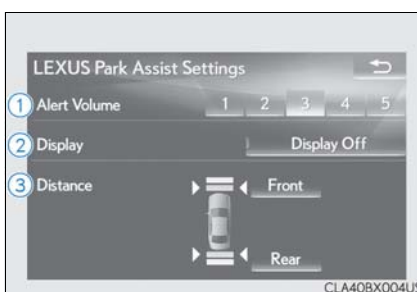 LEXUS Park Assist Settings
1 Alert Volume 1 2 3 4 5
2 Display Display Off
3 Distance Front
Rear
CLA40BX004US